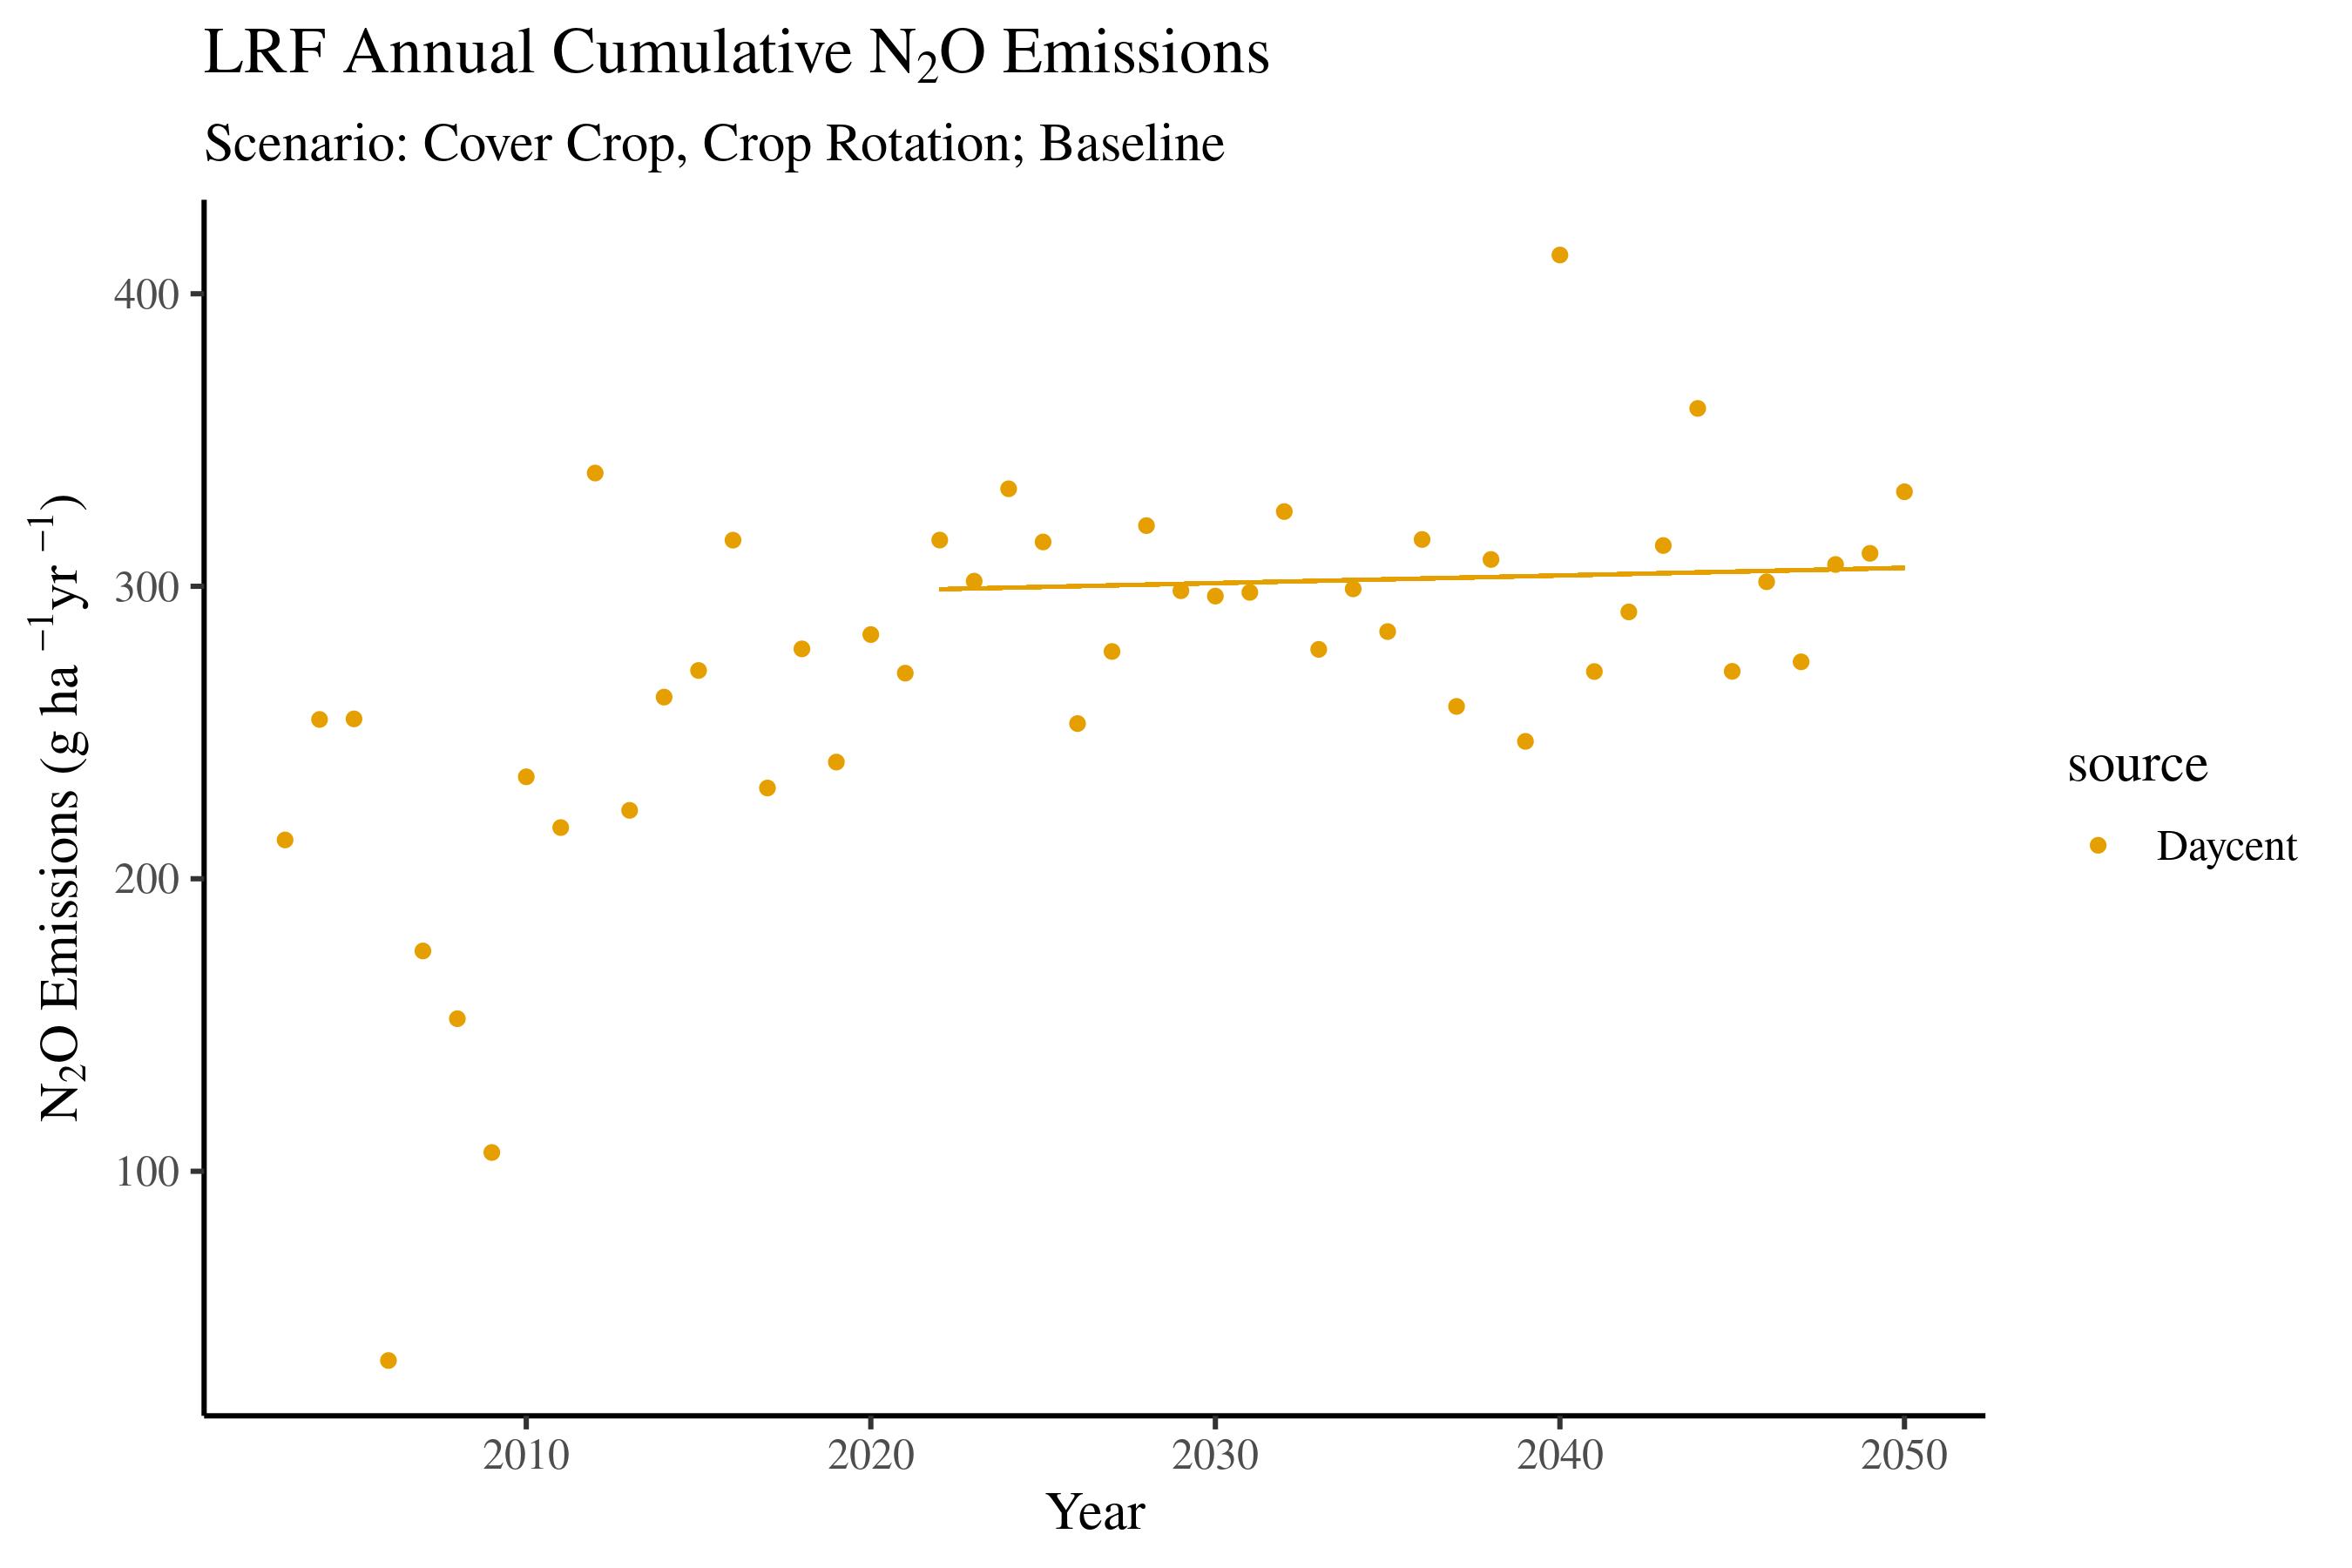 LRF Annual Cumulative N₂O Emissions
Scenario: Cover Crop, Crop Rotation; Baseline
N₂O Emissions (g ha⁻¹yr⁻¹)
400
300
200
100
2010 2020 2030 2040 2050
Year
source
Daycent